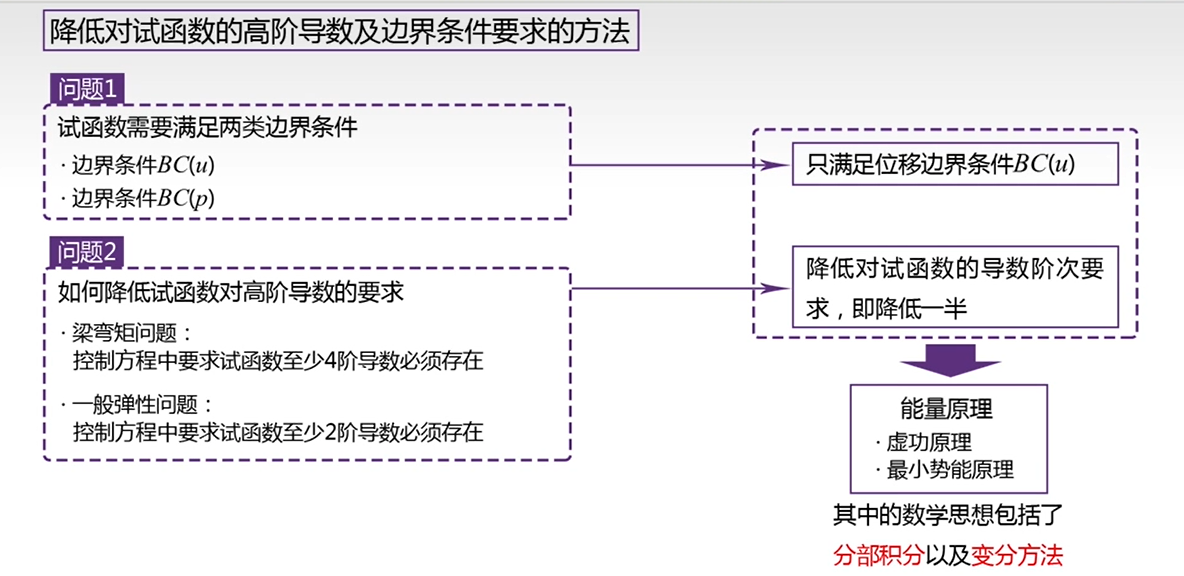 降低对试函数的高阶导数及边界条件要求的方法
问题1
试函数需要满足两类边界条件
· 边界条件BC(u)
· 边界条件BC(p)
问题2
如何降低试函数对高阶导数的要求
· 梁弯矩问题：
控制方程中要求试函数至少4阶导数必须存在
· 一般弹性问题：
控制方程中要求试函数至少2阶导数必须存在
只满足位移边界条件BC(u)
降低对试函数的导数阶次要
求，即降低一半
能量原理
· 虚功原理
· 最小势能原理
其中的数学思想包括了
分部积分以及变分方法